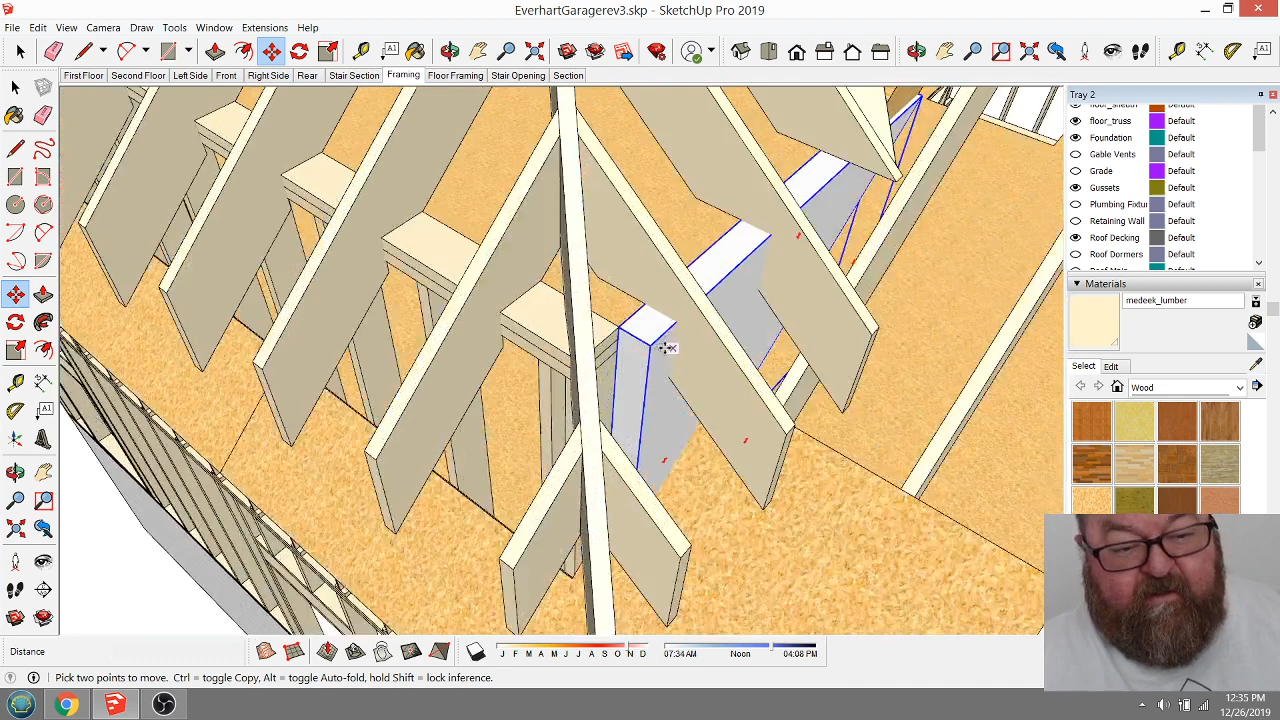 EverhartGaragerev3.skp - SketchUp Pro 2019
File Edit View Camera Draw Tools Window Extensions Help
First Floor Second Floor Left Side Front Right Side Rear Stair Section Framing Floor Framing Stair Opening Section
Tray 2
floor_sheath Default
floor_truss Default
Foundation Default
Gable Vents Default
Grade Default
Gussets Default
Plumbing Fixtur Default
Retaining Wall Default
Roof Decking Default
Roof Dormers Default
Materials
medeek_lumber
Select Edit
Wood
Distance
J F M A M J J A S O N D
07:34 AM Noon 04:08 PM
Pick two points to move. Ctrl = toggle Copy, Alt = toggle Auto-fold, hold Shift = lock inference.
12:35 PM
12/26/2019